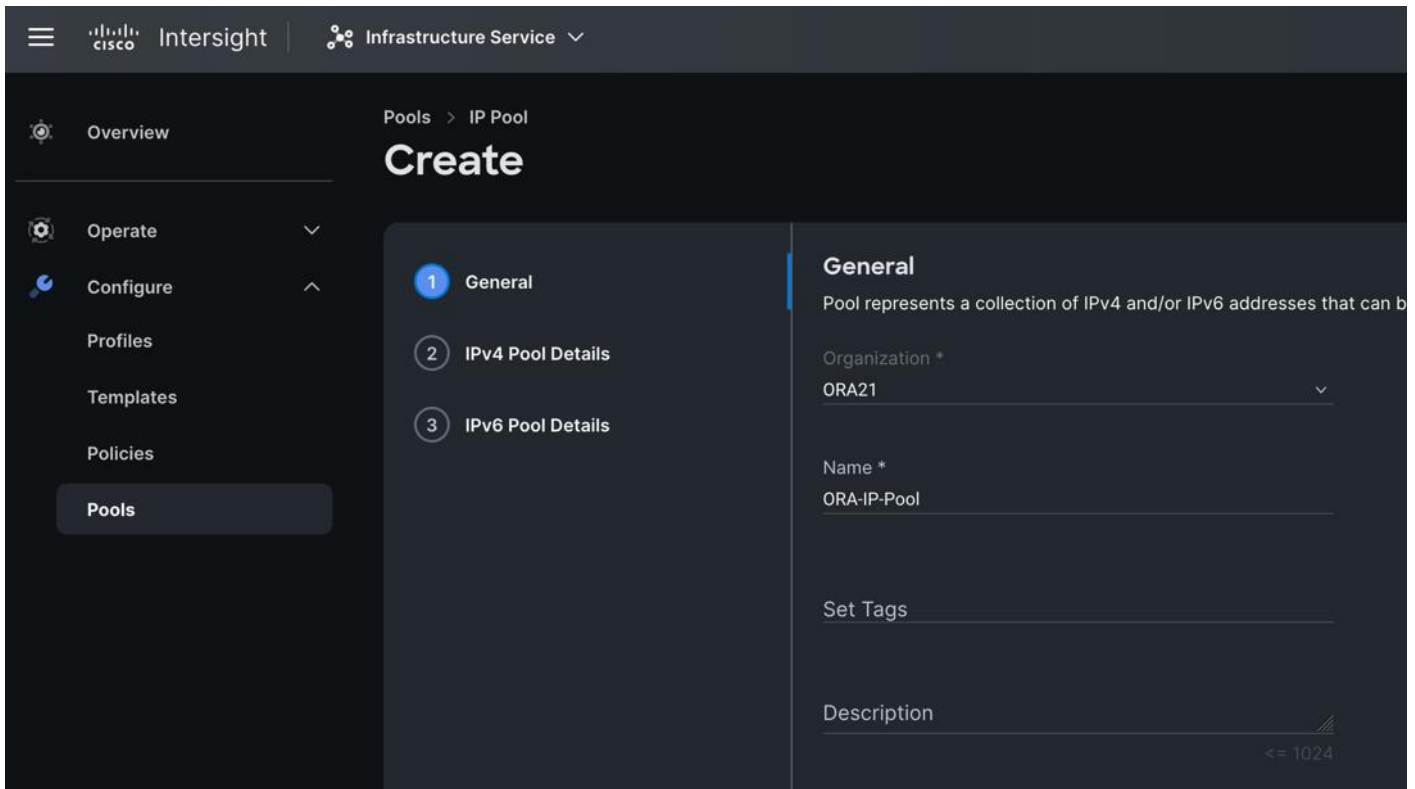 cisco Intersight Infrastructure Service
Overview
Operate
Configure
Profiles
Templates
Policies
Pools
Pools > IP Pool
Create
1 General
2 IPv4 Pool Details
3 IPv6 Pool Details
General
Pool represents a collection of IPv4 and/or IPv6 addresses that can b
Organization *
ORA21
Name *
ORA-IP-Pool
Set Tags
Description
<= 1024